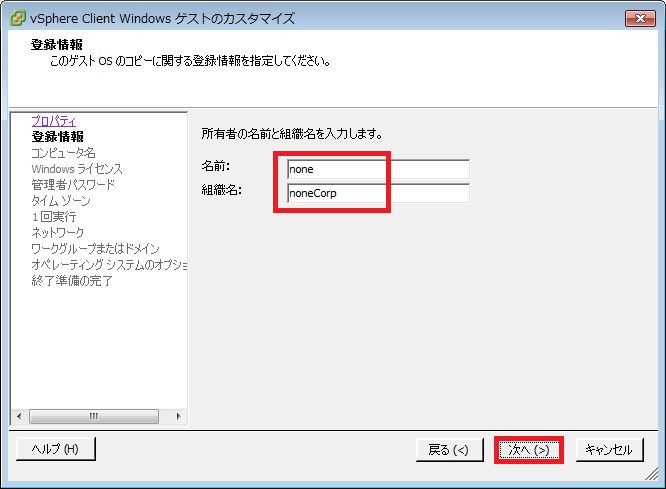 vSphere Client Windows ゲストのカスタマイズ
登録情報
このゲスト OS のコピーに関する登録情報を指定してください。
プロパティ
登録情報
コンピュータ名
Windows ライセンス
管理者パスワード
タイム ゾーン
1 回実行
ネットワーク
ワークグループまたはドメイン
オペレーティング システムのオプショ
終了準備の完了
所有者の名前と組織名を入力します。
名前: none
組織名: noneCorp
ヘルプ (H)
戻る (<)
次へ (>)
キャンセル